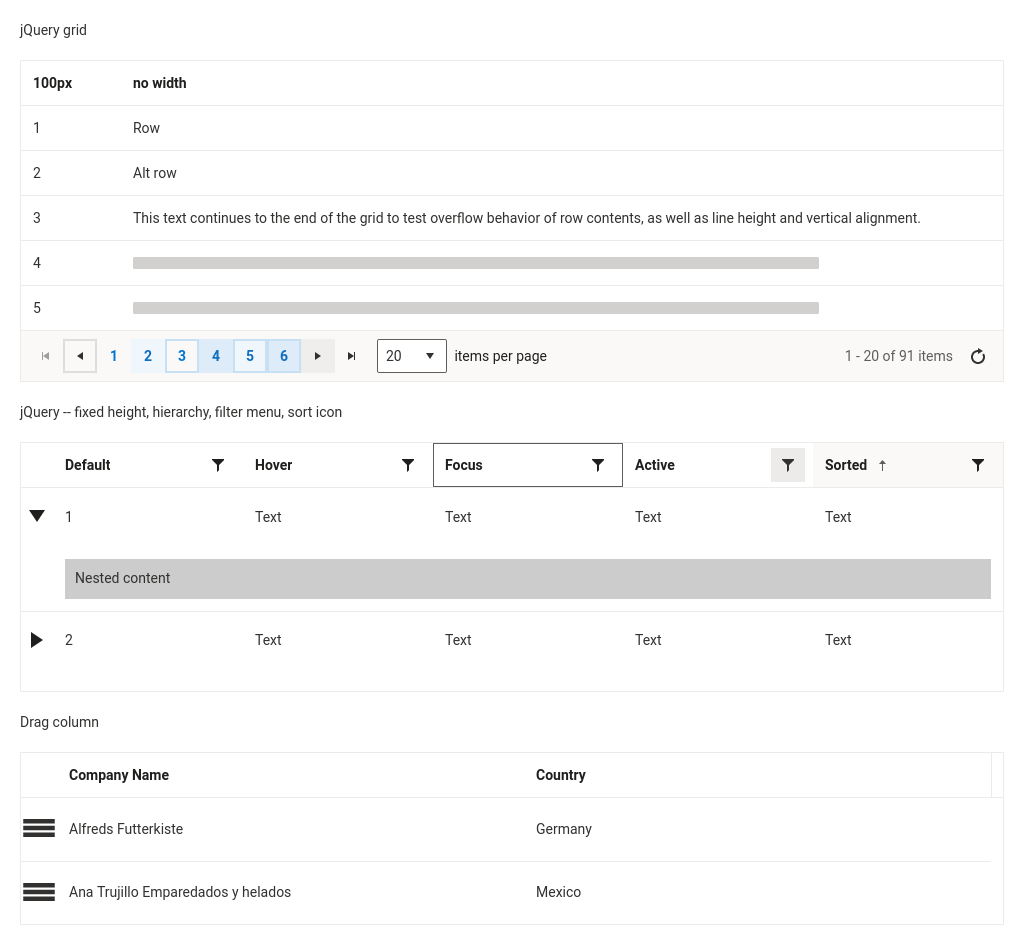 jQuery grid
100px no width
1 Row
2 Alt row
3 This text continues to the end of the grid to test overflow behavior of row contents, as well as line height and vertical alignment.
4
5
1 2 3 4 5 6 20 items per page 1 - 20 of 91 items
jQuery -- fixed height, hierarchy, filter menu, sort icon
Default Hover Focus Active Sorted
1 Text Text Text Text
Nested content
2 Text Text Text Text
Drag column
Company Name Country
Alfreds Futterkiste Germany
Ana Trujillo Emparedados y helados Mexico